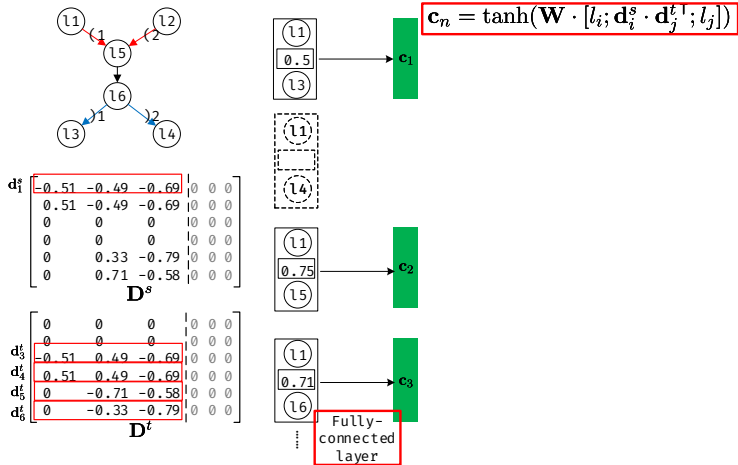 l1 l2
(1 (2
l5
l6
)1 )2
l3 l4
d_1^s
-0.51 -0.49 -0.69 0 0 0
0.51 -0.49 -0.69 0 0 0
0 0 0 0 0 0
0 0 0 0 0 0
0 0.33 -0.79 0 0 0
0 0.71 -0.58 0 0 0
D^s
0 0 0 0 0 0
0 0 0 0 0 0
d_3^t -0.51 0.49 -0.69 0 0 0
d_4^t 0.51 0.49 -0.69 0 0 0
d_5^t 0 -0.71 -0.58 0 0 0
d_6^t 0 -0.33 -0.79 0 0 0
D^t
l1
0.5
l3
c_1
l1
l4
l1
0.75
l5
c_2
l1
0.71
l6
c_3
Fully-
connected
layer
c_n = tanh(W · [l_i; d_i^s · d_j^{t⊤}; l_j])